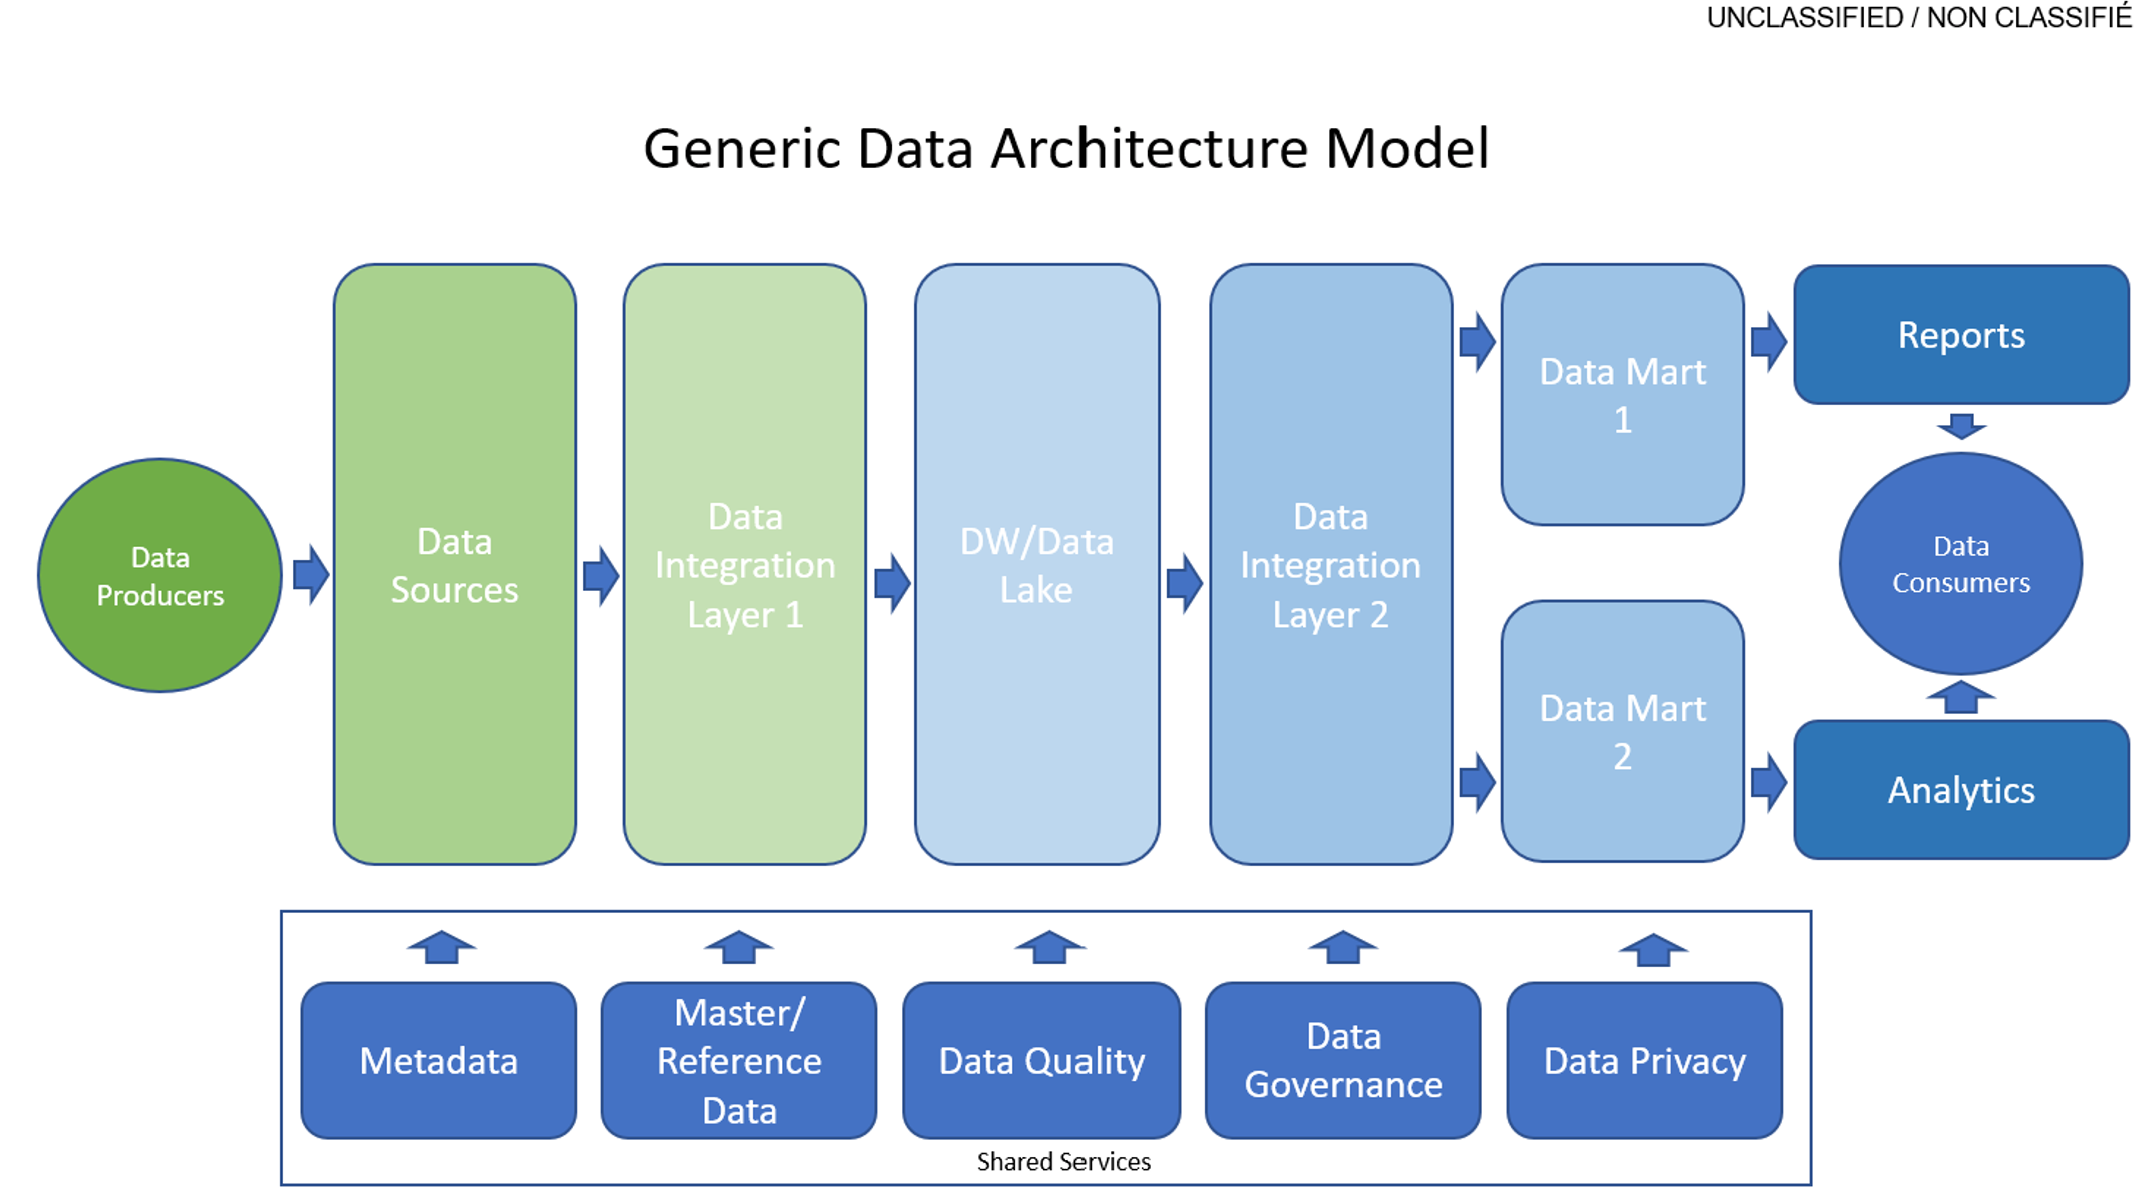 UNCLASSIFIED / NON CLASSIFIÉ
Generic Data Architecture Model
Data
Producers
Data
Sources
Data
Integration
Layer 1
DW/Data
Lake
Data
Integration
Layer 2
Data Mart
1
Data Mart
2
Reports
Data
Consumers
Analytics
Metadata
Master/
Reference
Data
Data Quality
Data
Governance
Data Privacy
Shared Services